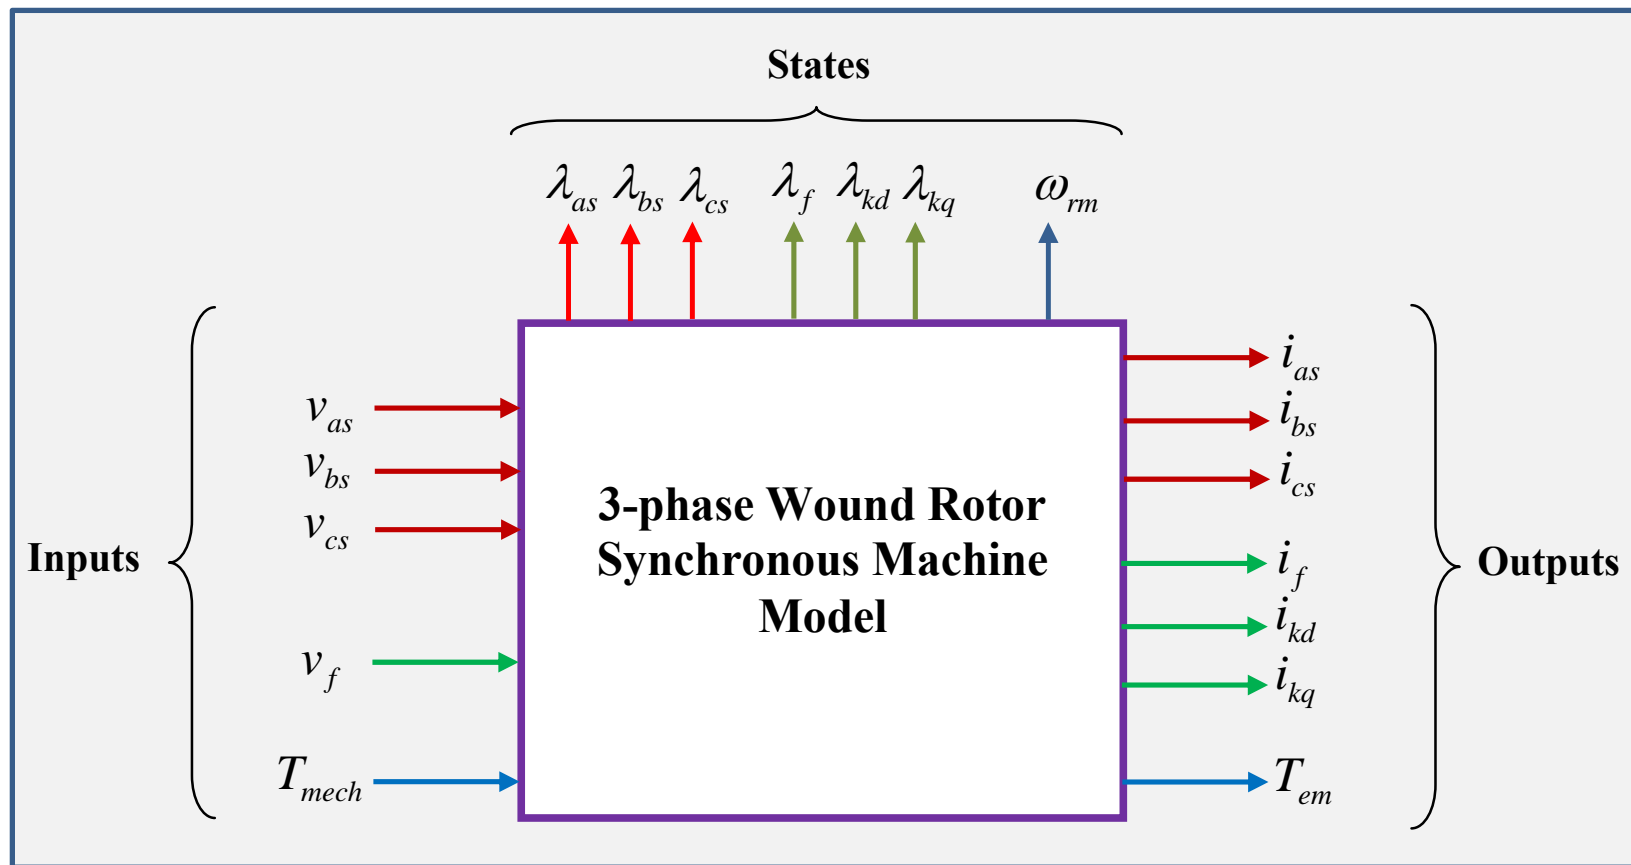 States
λas λbs λcs λf λkd λkq ωrm
Inputs
vas
vbs
vcs
vf
Tmech
3-phase Wound Rotor
Synchronous Machine
Model
ias
ibs
ics
if
ikd
ikq
Tem
Outputs